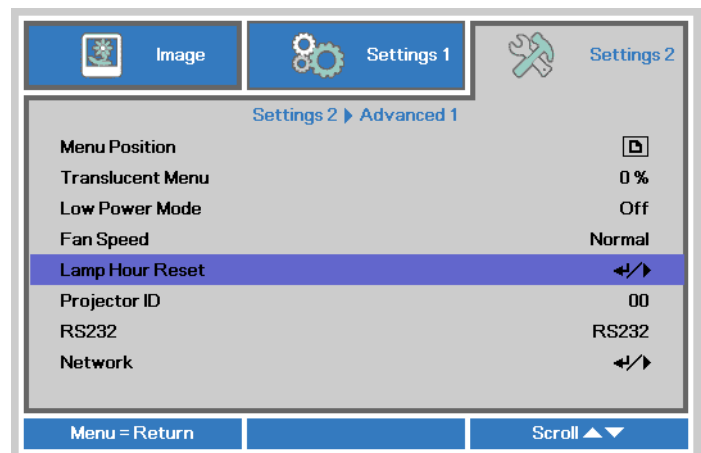 Image
Settings 1
Settings 2
Settings 2 Advanced 1
Menu Position
Translucent Menu 0 %
Low Power Mode Off
Fan Speed Normal
Lamp Hour Reset
Projector ID 00
RS232 RS232
Network
Menu = Return Scroll